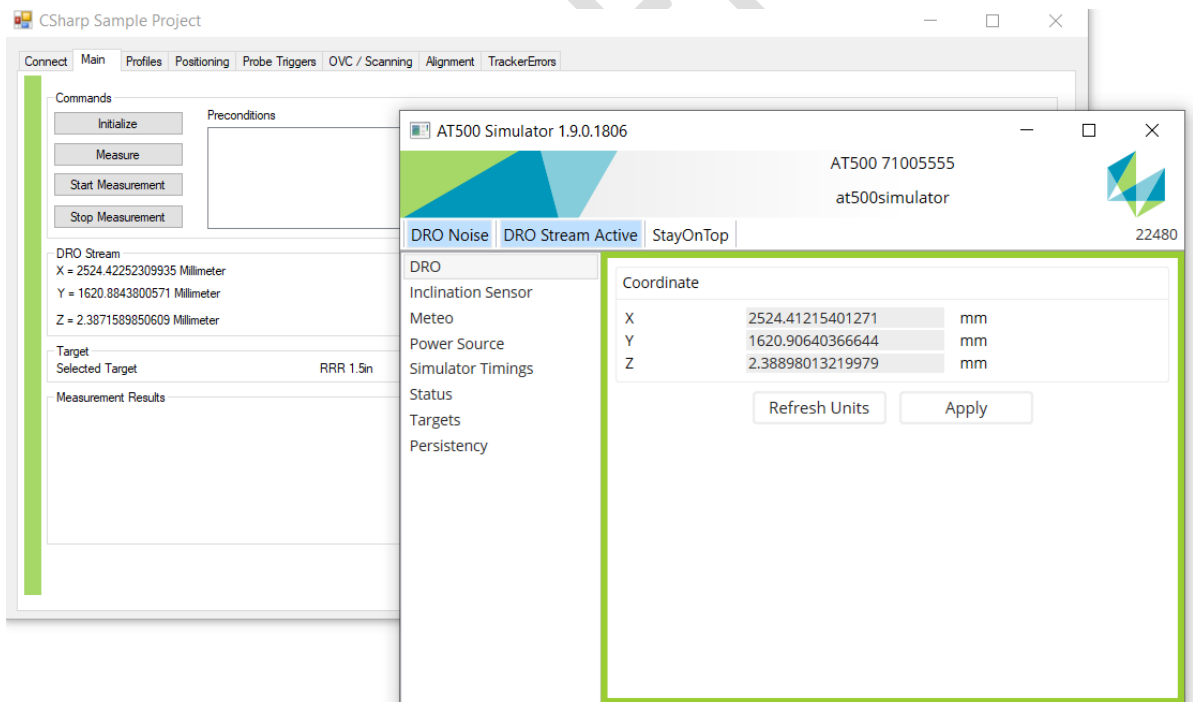 CSharp Sample Project
Connect Main Profiles Positioning Probe Triggers OVC / Scanning Alignment TrackerErrors
Commands
Initialize
Measure
Start Measurement
Stop Measurement
Preconditions
DRO Stream
X = 2524.42252309935 Millimeter
Y = 1620.8843800571 Millimeter
Z = 2.3871589850609 Millimeter
Target
Selected Target RRR 1.5in
Measurement Results
AT500 Simulator 1.9.0.1806
AT500 71005555
at500simulator
DRO Noise DRO Stream Active StayOnTop 22480
DRO
Inclination Sensor
Meteo
Power Source
Simulator Timings
Status
Targets
Persistency
Coordinate
X 2524.41215401271 mm
Y 1620.90640366644 mm
Z 2.38898013219979 mm
Refresh Units Apply